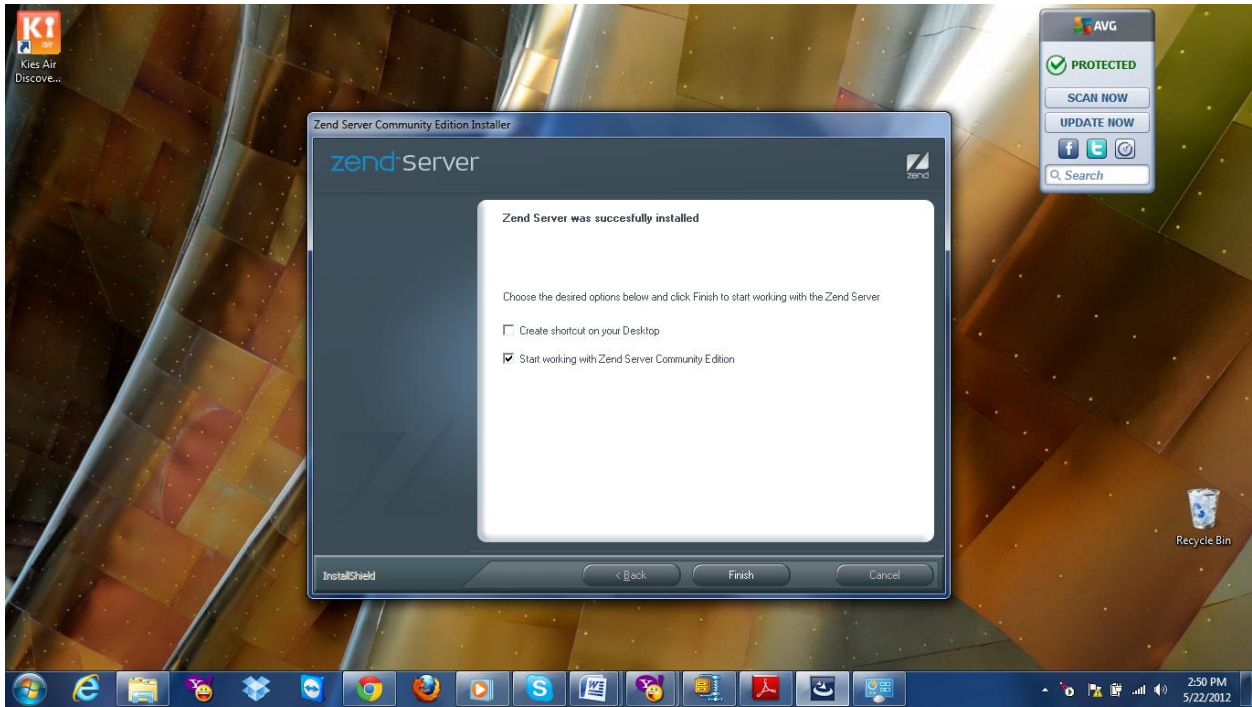 Ki
air
Kies Air
Discove...
AVG
PROTECTED
SCAN NOW
UPDATE NOW
Search
Zend Server Community Edition Installer
zend server
zend
Zend Server was succesfully installed
Choose the desired options below and click Finish to start working with the Zend Server
Create shortcut on your Desktop
Start working with Zend Server Community Edition
InstallShield
< Back
Finish
Cancel
Recycle Bin
2:50 PM
5/22/2012